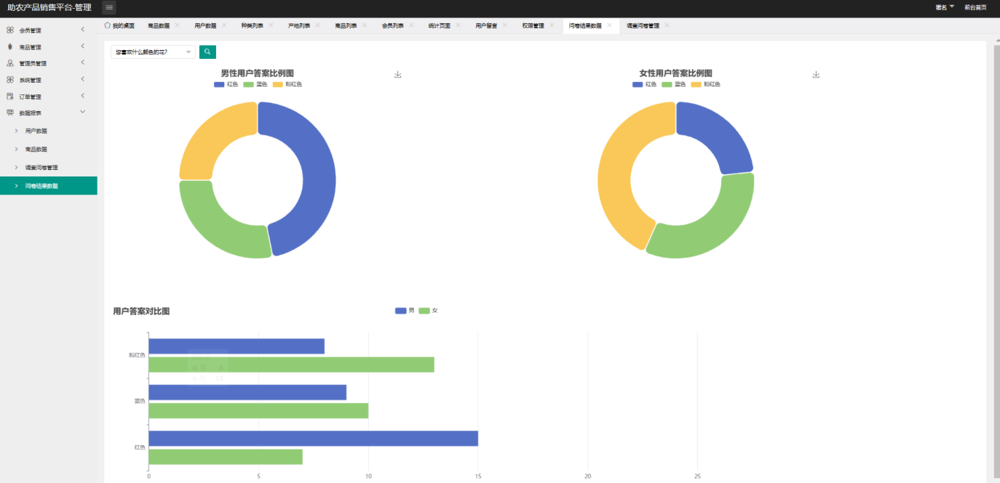 助农产品销售平台-管理
匿名 前台首页
会员管理
商品管理
管理员管理
系统管理
订单管理
数据报表
用户数据
商品数据
调查问卷管理
问卷结果数据
我的桌面 商品数据 用户数据 种类列表 产地列表 商品列表 会员列表 统计页面 用户留言 权限管理 问卷结果数据 调查问卷管理
您喜欢什么颜色的花?
男性用户答案比例图
红色 蓝色 粉红色
女性用户答案比例图
红色 蓝色 粉红色
用户答案对比图
男 女
粉红色
蓝色
红色
0 5 10 15 20 25